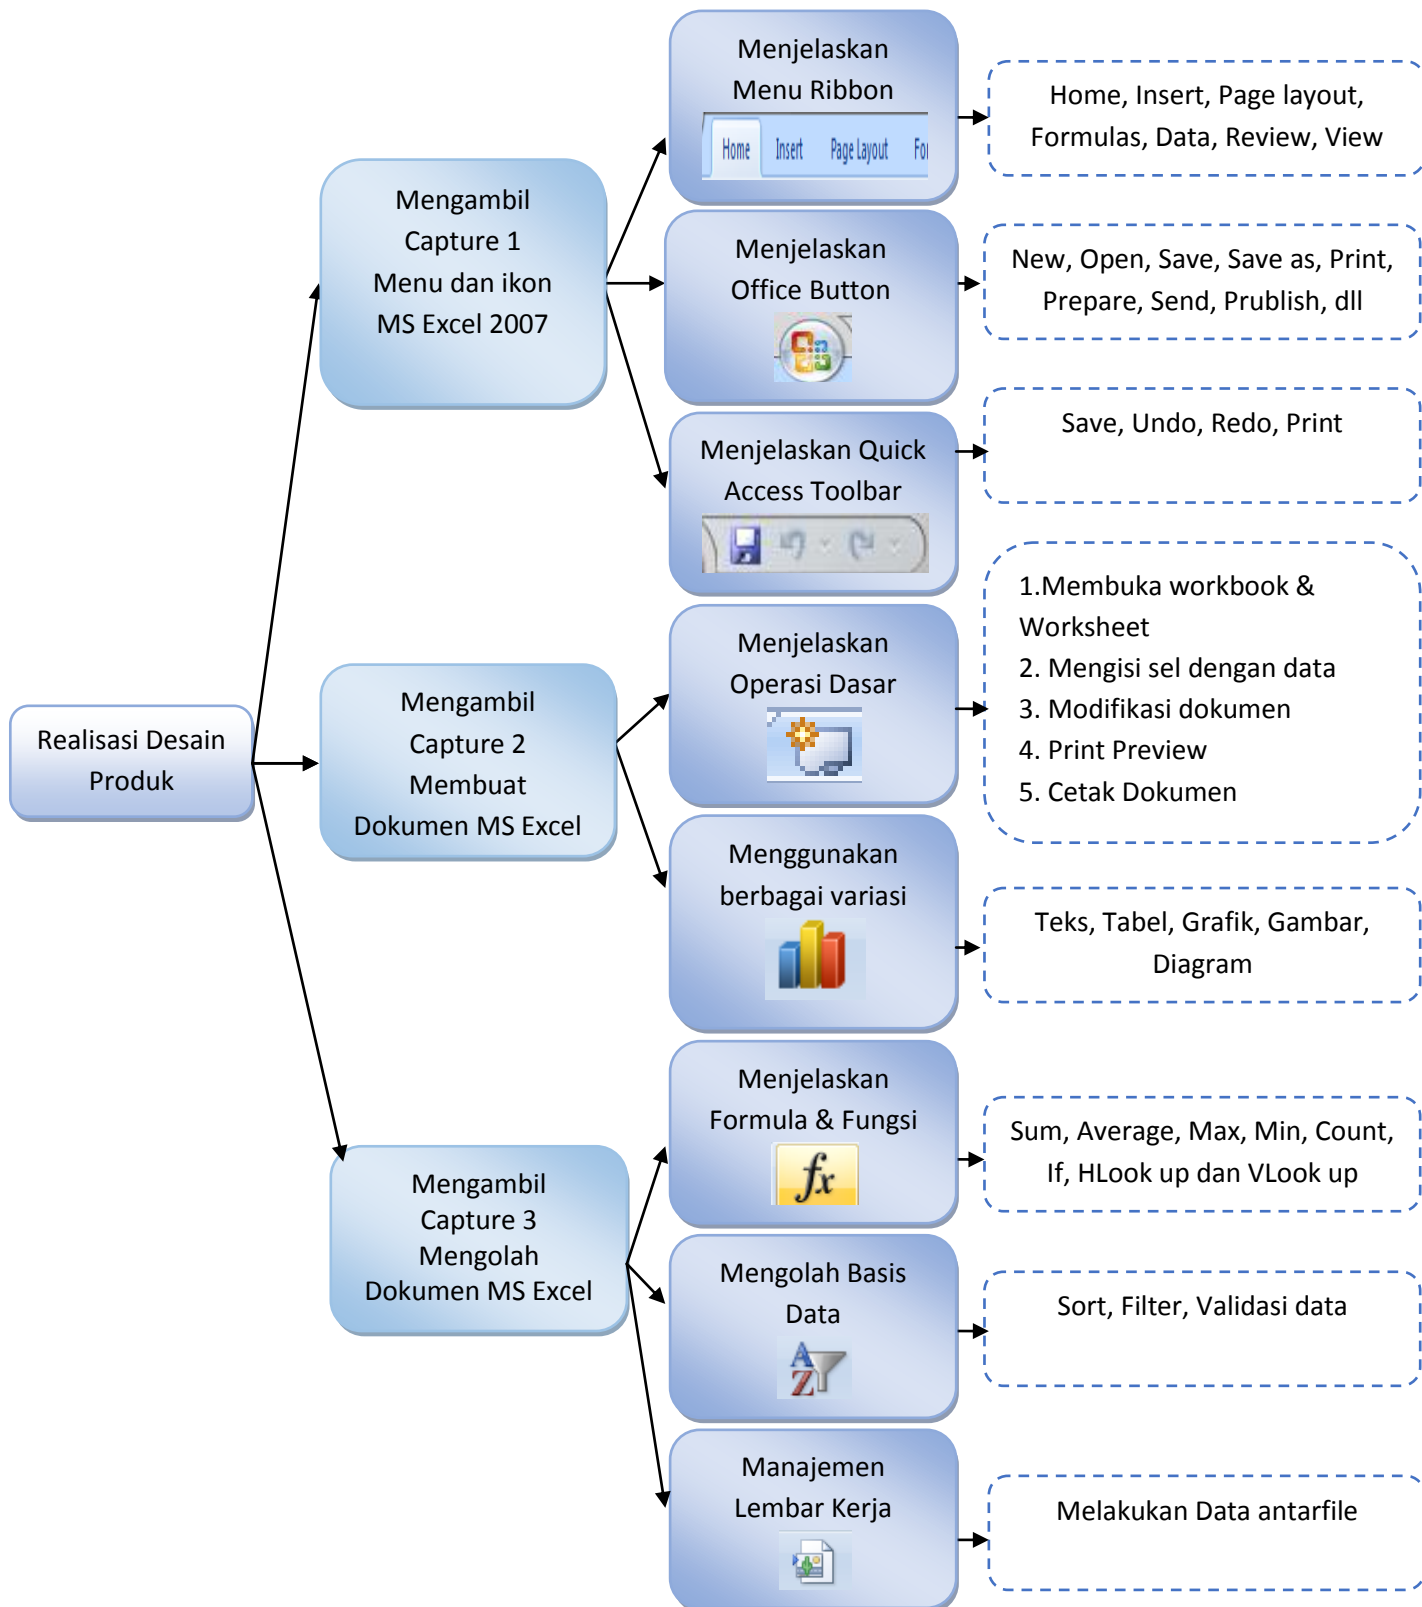 Realisasi Desain
Produk
Mengambil
Capture 1
Menu dan ikon
MS Excel 2007
Menjelaskan
Menu Ribbon
Home Insert Page Layout
Home, Insert, Page layout,
Formulas, Data, Review, View
Menjelaskan
Office Button
New, Open, Save, Save as, Print,
Prepare, Send, Prublish, dll
Menjelaskan Quick
Access Toolbar
Save, Undo, Redo, Print
Mengambil
Capture 2
Membuat
Dokumen MS Excel
Menjelaskan
Operasi Dasar
1.Membuka workbook &
Worksheet
2. Mengisi sel dengan data
3. Modifikasi dokumen
4. Print Preview
5. Cetak Dokumen
Menggunakan
berbagai variasi
Teks, Tabel, Grafik, Gambar,
Diagram
Mengambil
Capture 3
Mengolah
Dokumen MS Excel
Menjelaskan
Formula & Fungsi
fx
Sum, Average, Max, Min, Count,
If, HLook up dan VLook up
Mengolah Basis
Data
A
Z
Sort, Filter, Validasi data
Manajemen
Lembar Kerja
Melakukan Data antarfile